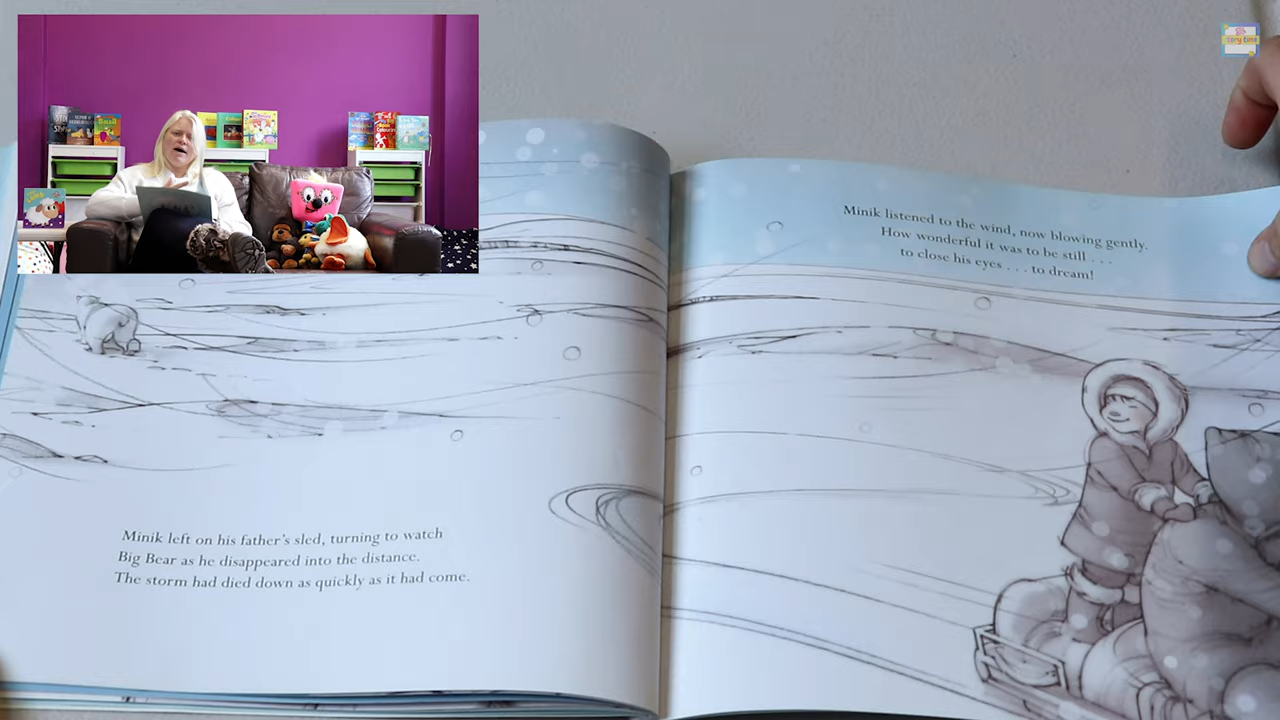 Minik left on his father's sled, turning to watch
Big Bear as he disappeared into the distance.
The storm had died down as quickly as it had come.
Minik listened to the wind, now blowing gently.
How wonderful it was to be still . . .
to close his eyes . . . . to dream!